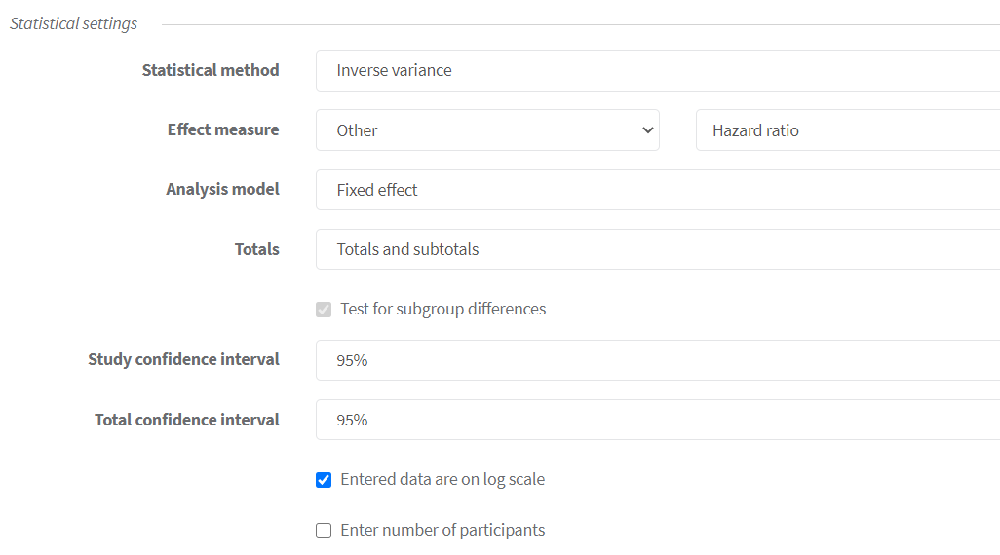 Statistical settings
Statistical method Inverse variance
Effect measure Other Hazard ratio
Analysis model Fixed effect
Totals Totals and subtotals
Test for subgroup differences
Study confidence interval 95%
Total confidence interval 95%
Entered data are on log scale
Enter number of participants